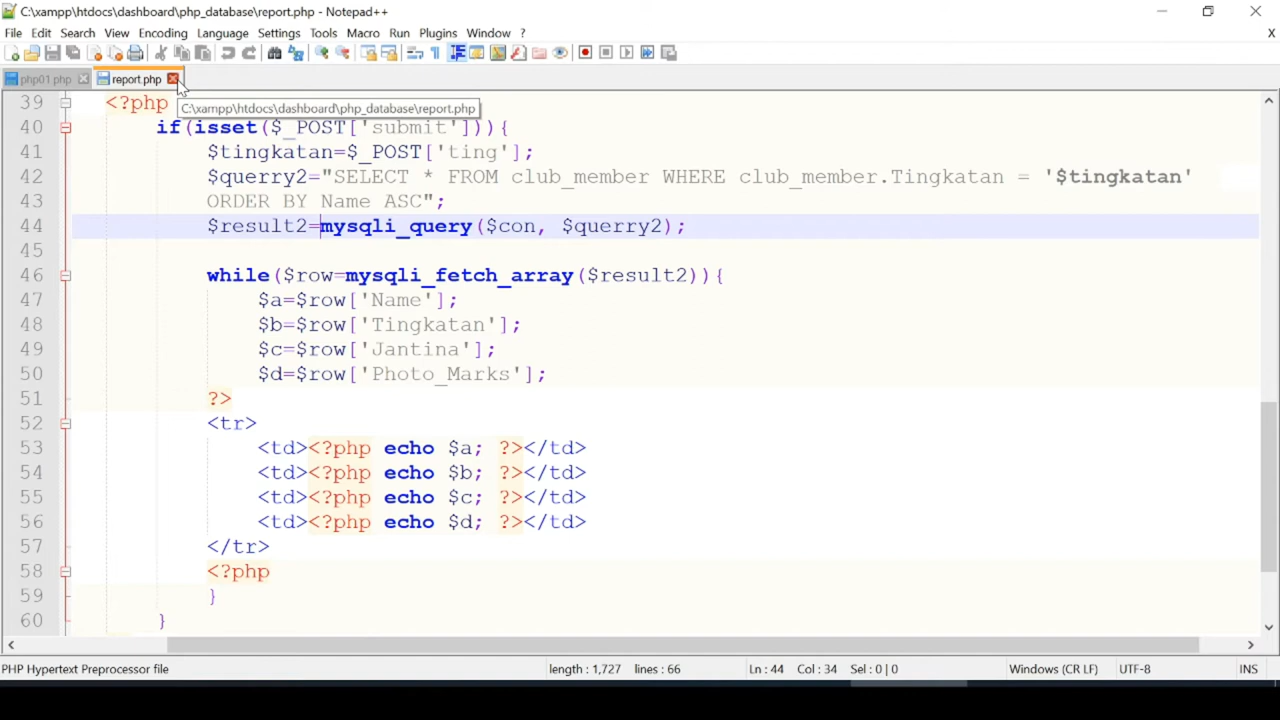 C:\xampp\htdocs\dashboard\php_database\report.php - Notepad++
File Edit Search View Encoding Language Settings Tools Macro Run Plugins Window ? X
php01.php report.php
C:\xampp\htdocs\dashboard\php_database\report.php
39 <?php
40 if(isset($_POST['submit'])){
41 $tingkatan=$_POST['ting'];
42 $querry2="SELECT * FROM club_member WHERE club_member.Tingkatan = '$tingkatan'
43 ORDER BY Name ASC";
44 $result2=mysqli_query($con, $querry2);
45
46 while($row=mysqli_fetch_array($result2)){
47 $a=$row['Name'];
48 $b=$row['Tingkatan'];
49 $c=$row['Jantina'];
50 $d=$row['Photo_Marks'];
51 ?>
52 <tr>
53 <td><?php echo $a; ?></td>
54 <td><?php echo $b; ?></td>
55 <td><?php echo $c; ?></td>
56 <td><?php echo $d; ?></td>
57 </tr>
58 <?php
59 }
60 }
PHP Hypertext Preprocessor file length : 1,727 lines : 66 Ln : 44 Col : 34 Sel : 0 | 0 Windows (CR LF) UTF-8 INS